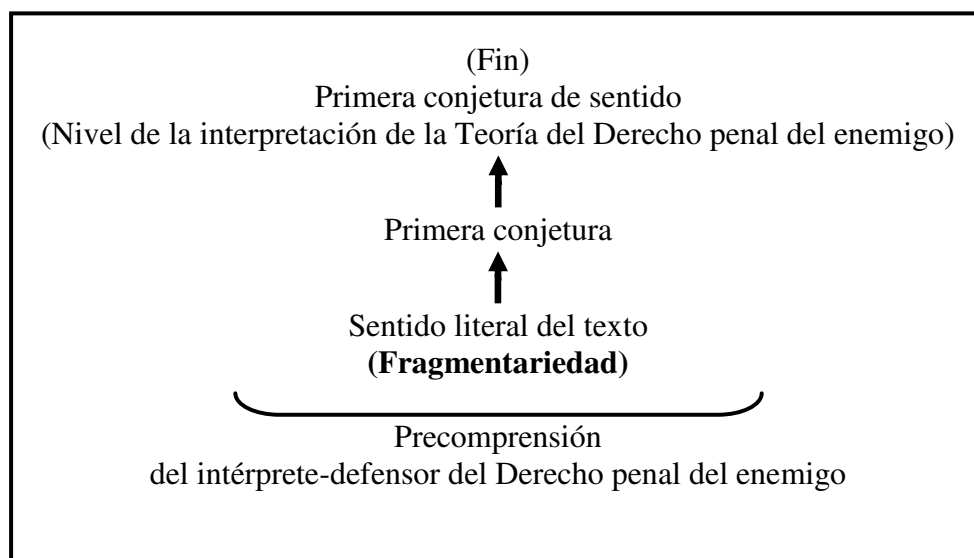 (Fin)
Primera conjetura de sentido
(Nivel de la interpretación de la Teoría del Derecho penal del enemigo)
Primera conjetura
Sentido literal del texto
(Fragmentariedad)
Precomprensión
del intérprete-defensor del Derecho penal del enemigo